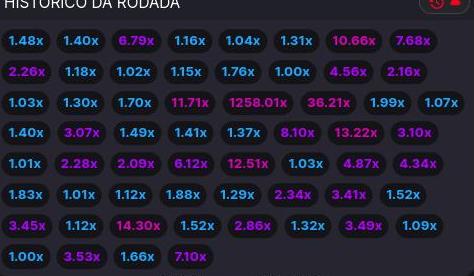 HISTÓRICO DA RODADA
1.48x 1.40x 6.79x 1.16x 1.04x 1.31x 10.66x 7.68x
2.26x 1.18x 1.02x 1.15x 1.76x 1.00x 4.56x 2.16x
1.03x 1.30x 1.70x 11.71x 1258.01x 36.21x 1.99x 1.07x
1.40x 3.07x 1.49x 1.41x 1.37x 8.10x 13.22x 3.10x
1.01x 2.28x 2.09x 6.12x 12.51x 1.03x 4.87x 4.34x
1.83x 1.01x 1.12x 1.88x 1.29x 2.34x 3.41x 1.52x
3.45x 1.12x 14.30x 1.52x 2.86x 1.32x 3.49x 1.09x
1.00x 3.53x 1.66x 7.10x